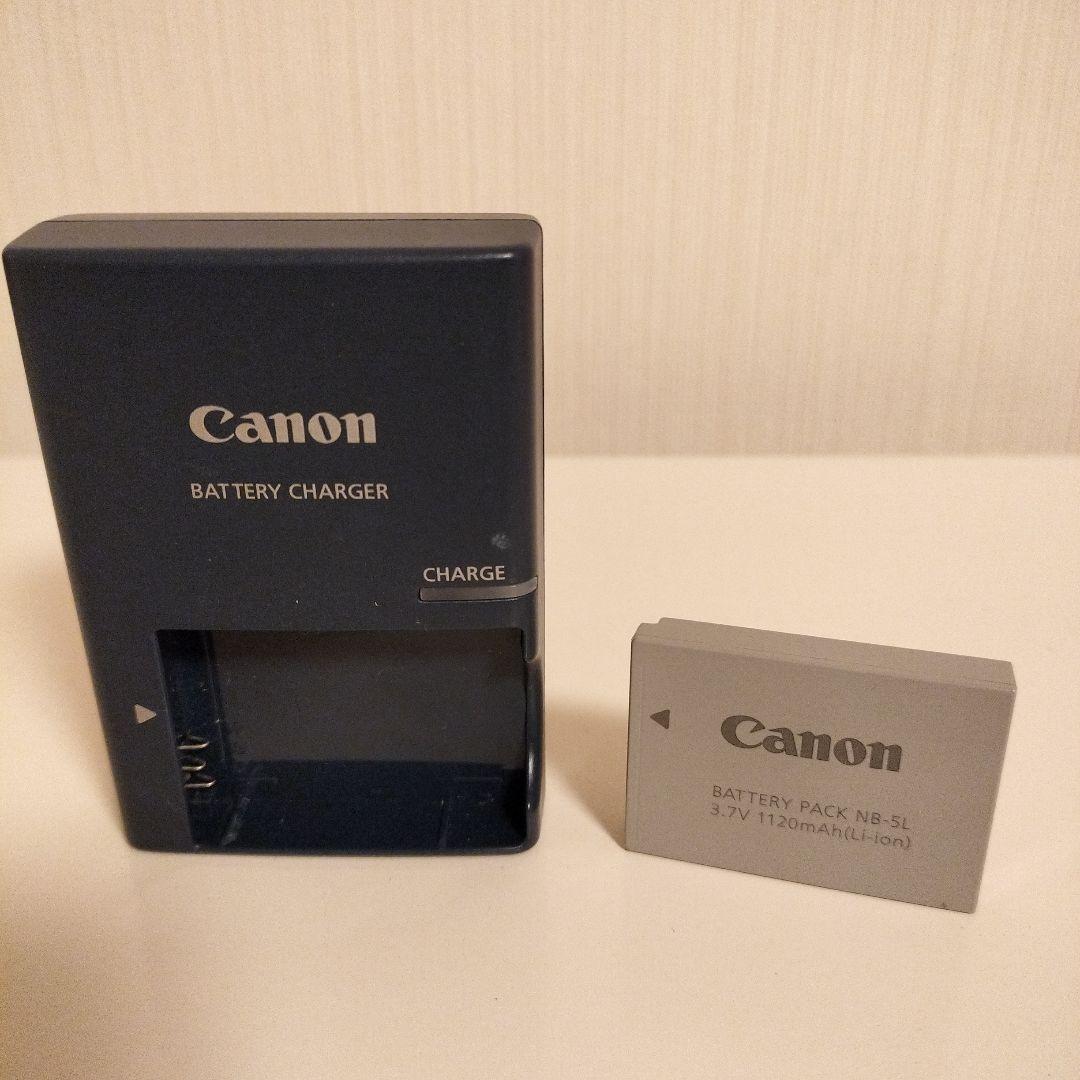 Canon
BATTERY CHARGER
CHARGE
Canon
BATTERY PACK NB-5L
3.7V 1120mAh(Li-ion)